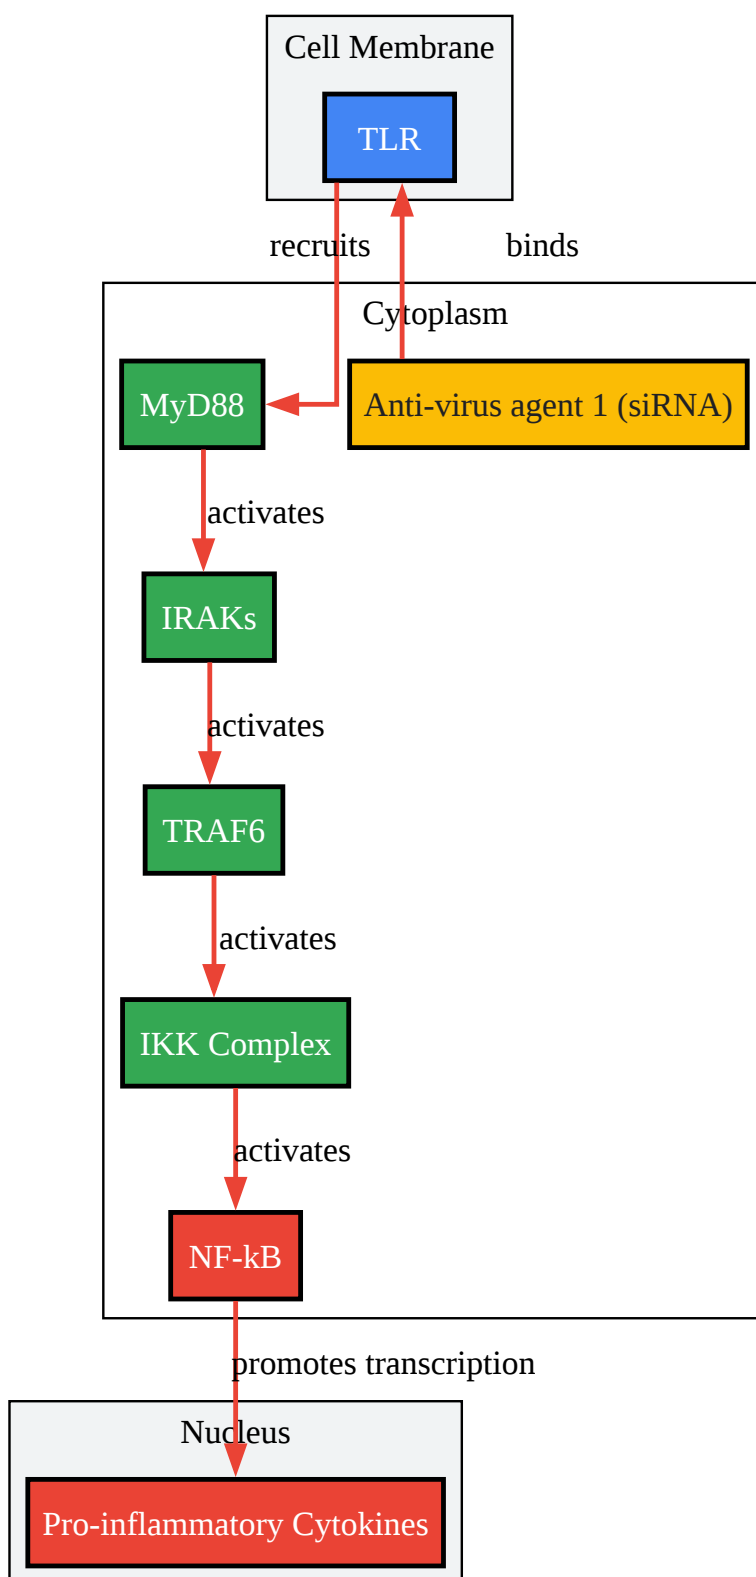 Cell Membrane
TLR
recruits
binds
Cytoplasm
MyD88
Anti-virus agent 1 (siRNA)
activates
IRAKs
activates
TRAF6
activates
IKK Complex
activates
NF-kB
promotes transcription
Nucleus
Pro-inflammatory Cytokines